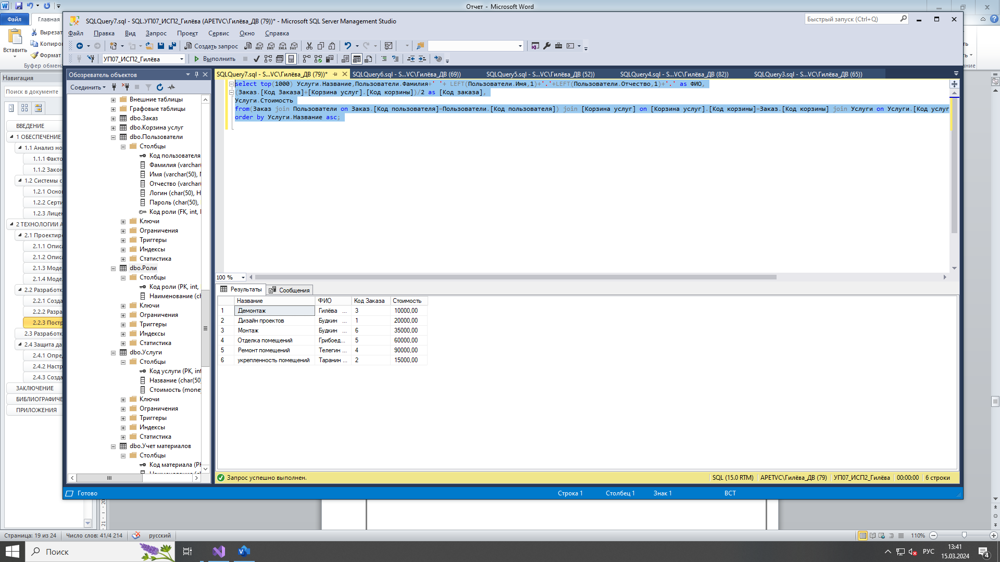 Отчет - Microsoft Word
Файл
Главная
Вставить
Вырезат
Копиро
Формат
Буфер обмена
Навигация
Поиск в документе
ВВЕДЕНИЕ
1 ОБЕСПЕЧЕНИЕ
1.1 Анализ но
1.1.1 Факто
1.1.2 Закон
1.2 Системы с
1.2.1 Осно
1.2.2 Серти
1.2.3 Лицен
2 ТЕХНОЛОГИИ А
2.1 Проектиро
2.1.1 Описа
2.1.2 Описа
2.1.3 Моде
2.1.4 Моде
2.2 Разработк
2.2.1 Созда
2.2.2 Разра
2.2.3 Постр
2.3 Разработк
2.4 Защита да
2.4.1 Опре
2.4.2 Настр
2.4.3 Созда
ЗАКЛЮЧЕНИЕ
БИБЛИОГРАФИЧЕ
ПРИЛОЖЕНИЯ
SQLQuery7.sql - SQL.УП07_ИСП2_Гилёва (APETVC\Гилёва_ДВ (79))* - Microsoft SQL Server Management Studio
Быстрый запуск (Ctrl+Q)
Файл Правка Вид Запрос Проект Сервис Окно Справка
Создать запрос
УП07_ИСП2_Гилёва
Выполнить
Обозреватель объектов
Соединить
Внешние таблицы
Графовые таблицы
dbo.Заказ
dbo.Корзина услуг
dbo.Пользователи
Столбцы
Код пользователя
Фамилия (varchar
Имя (varchar(50), 
Отчество (varchar
Логин (char(50), Н
Пароль (char(50),
Код роли (FK, int,
Ключи
Ограничения
Триггеры
Индексы
Статистика
dbo.Роли
Столбцы
Код роли (PK, int,
Наименование (cl
Ключи
Ограничения
Триггеры
Индексы
Статистика
dbo.Услуги
Столбцы
Код услуги (PK, int
Название (char(50
Стоимость (mone
Ключи
Ограничения
Триггеры
Индексы
Статистика
dbo.Учет материалов
Столбцы
Код материала (P
SQLQuery7.sql - S...VC\Гилёва_ДВ (79))* SQLQuery6.sql - S...VC\Гилёва_ДВ (69)) SQLQuery5.sql - S...VC\Гилёва_ДВ (52)) SQLQuery4.sql - S...VC\Гилёва_ДВ (82)) SQLQuery3.sql - S...VC\Гилёва_ДВ (65))
select top(1000) Услуги.Название,Пользователи.Фамилия+' '+ LEFT(Пользователи.Имя,1)+'.'+LEFT(Пользователи.Отчество,1)+'.' as ФИО,
(Заказ.[Код Заказа]+[Корзина услуг].[Код корзины])/2 as [Код заказа],
Услуги.Стоимость
from(Заказ join Пользователи on Заказ.[Код пользователя]=Пользователи.[Код пользователя]) join [Корзина услуг] on [Корзина услуг].[Код корзины]=Заказ.[Код корзины] join Услуги on Услуги.[Код услуг
order by Услуги.Название asc;
100 %
Результаты Сообщения
Название ФИО Код Заказа Стоимость
1 Демонтаж Гилёва ... 3 10000,00
2 Дизайн проектов Будкин ... 1 20000,00
3 Монтаж Будкин ... 6 35000,00
4 Отделка помещений Грибоед... 5 60000,00
5 Ремонт помещений Телегин ... 4 90000,00
6 укрепленность помещений Таранин ... 2 15000,00
Запрос успешно выполнен. SQL (15.0 RTM) APETVC\Гилёва_ДВ (79) УП07_ИСП2_Гилёва 00:00:00 6 строки
Готово Строка 1 Столбец 1 Знак 1 ВСТ
Страница: 19 из 24 Число слов: 41/4 214 русский 110%
Поиск
РУС
13:41
15.03.2024
4